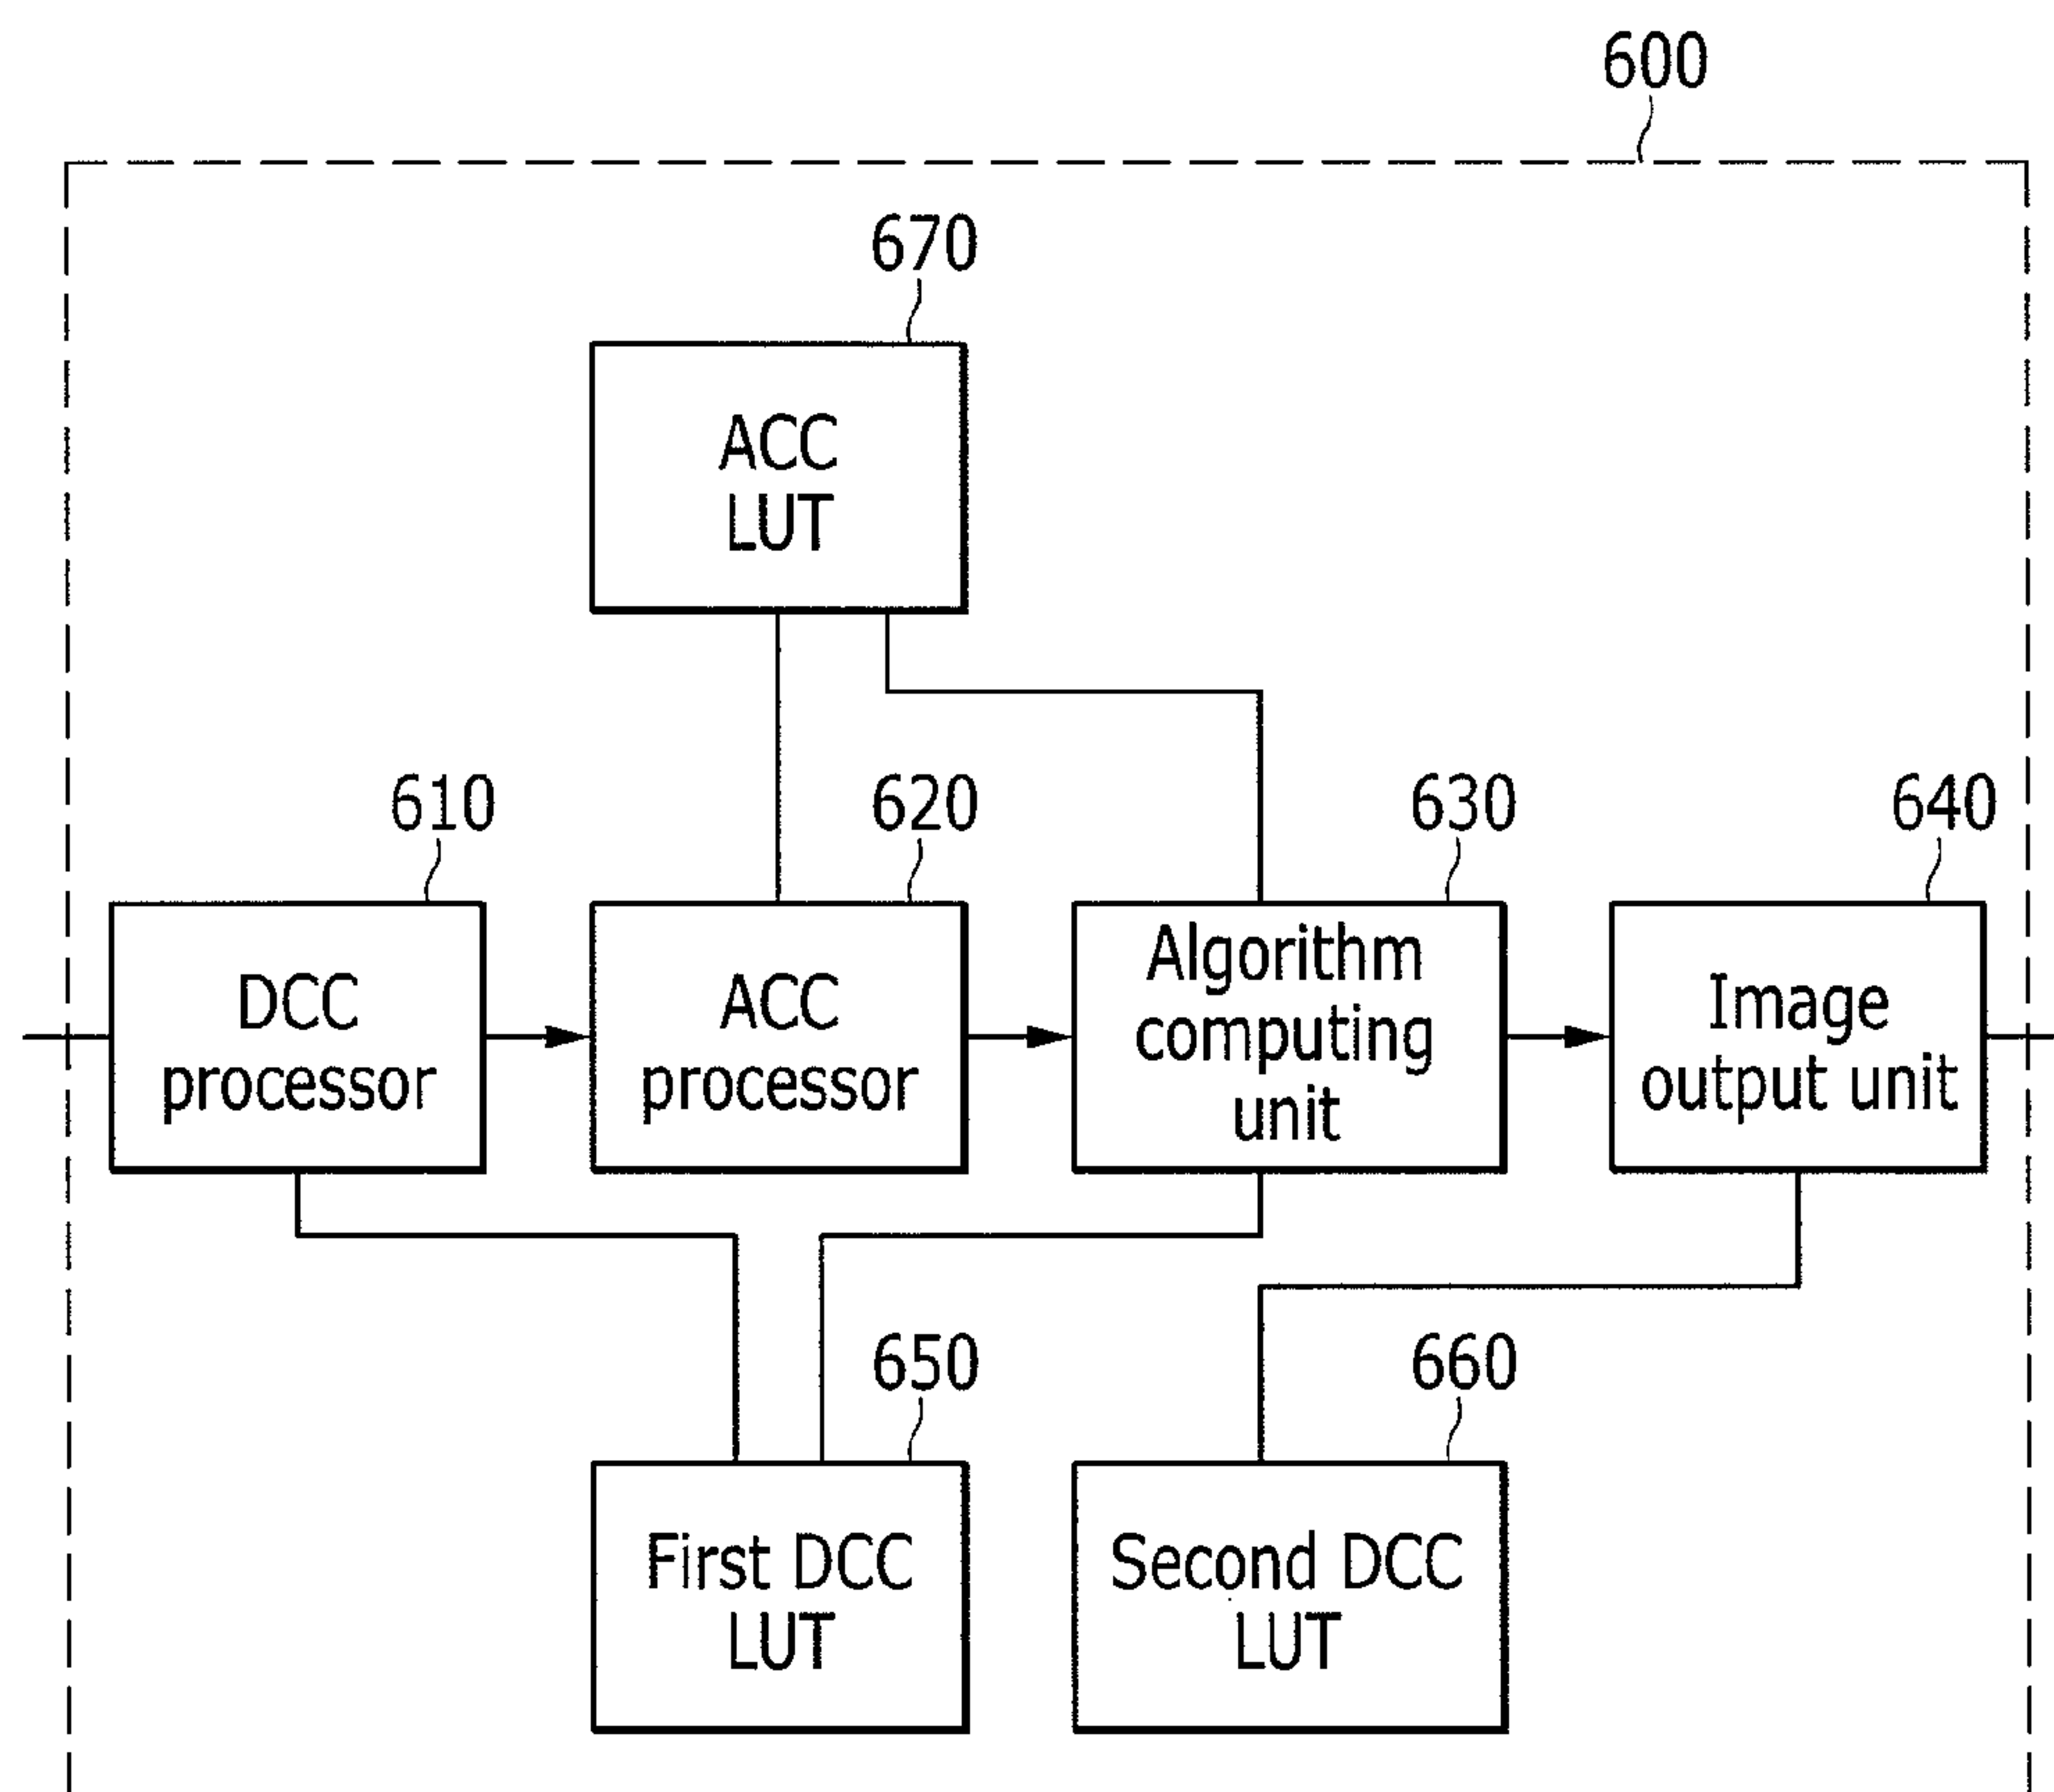 600
670
ACC
LUT
610
620
630
640
DCC
processor
ACC
processor
Algorithm
computing
unit
Image
output unit
650
660
First DCC
LUT
Second DCC
LUT